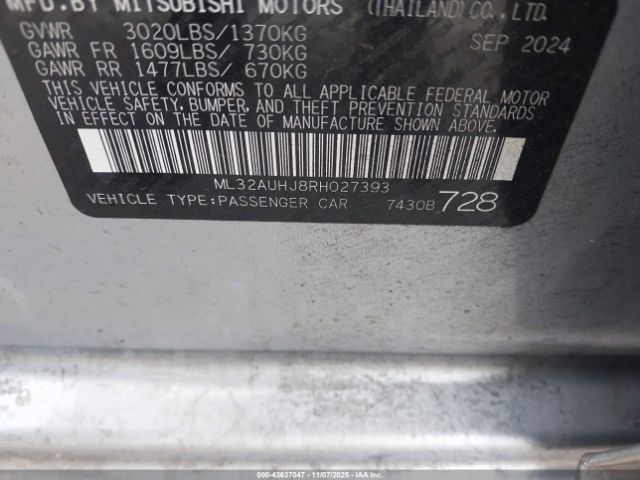 MFD.BY MITSUBISHI MOTORS (THAILAND) CO., LTD.
GVWR 3020LBS/1370KG SEP 2024
GAWR FR 1609LBS/ 730KG
GAWR RR 1477LBS/ 670KG
THIS VEHICLE CONFORMS TO ALL APPLICABLE FEDERAL MOTOR
VEHICLE SAFETY, BUMPER, AND THEFT PREVENTION STANDARDS
IN EFFECT ON THE DATE OF MANUFACTURE SHOWN ABOVE.
ML32AUHJ8RH027393
VEHICLE TYPE:PASSENGER CAR 7430B 728
000-43637047 11/07/2025 IAAI.COM